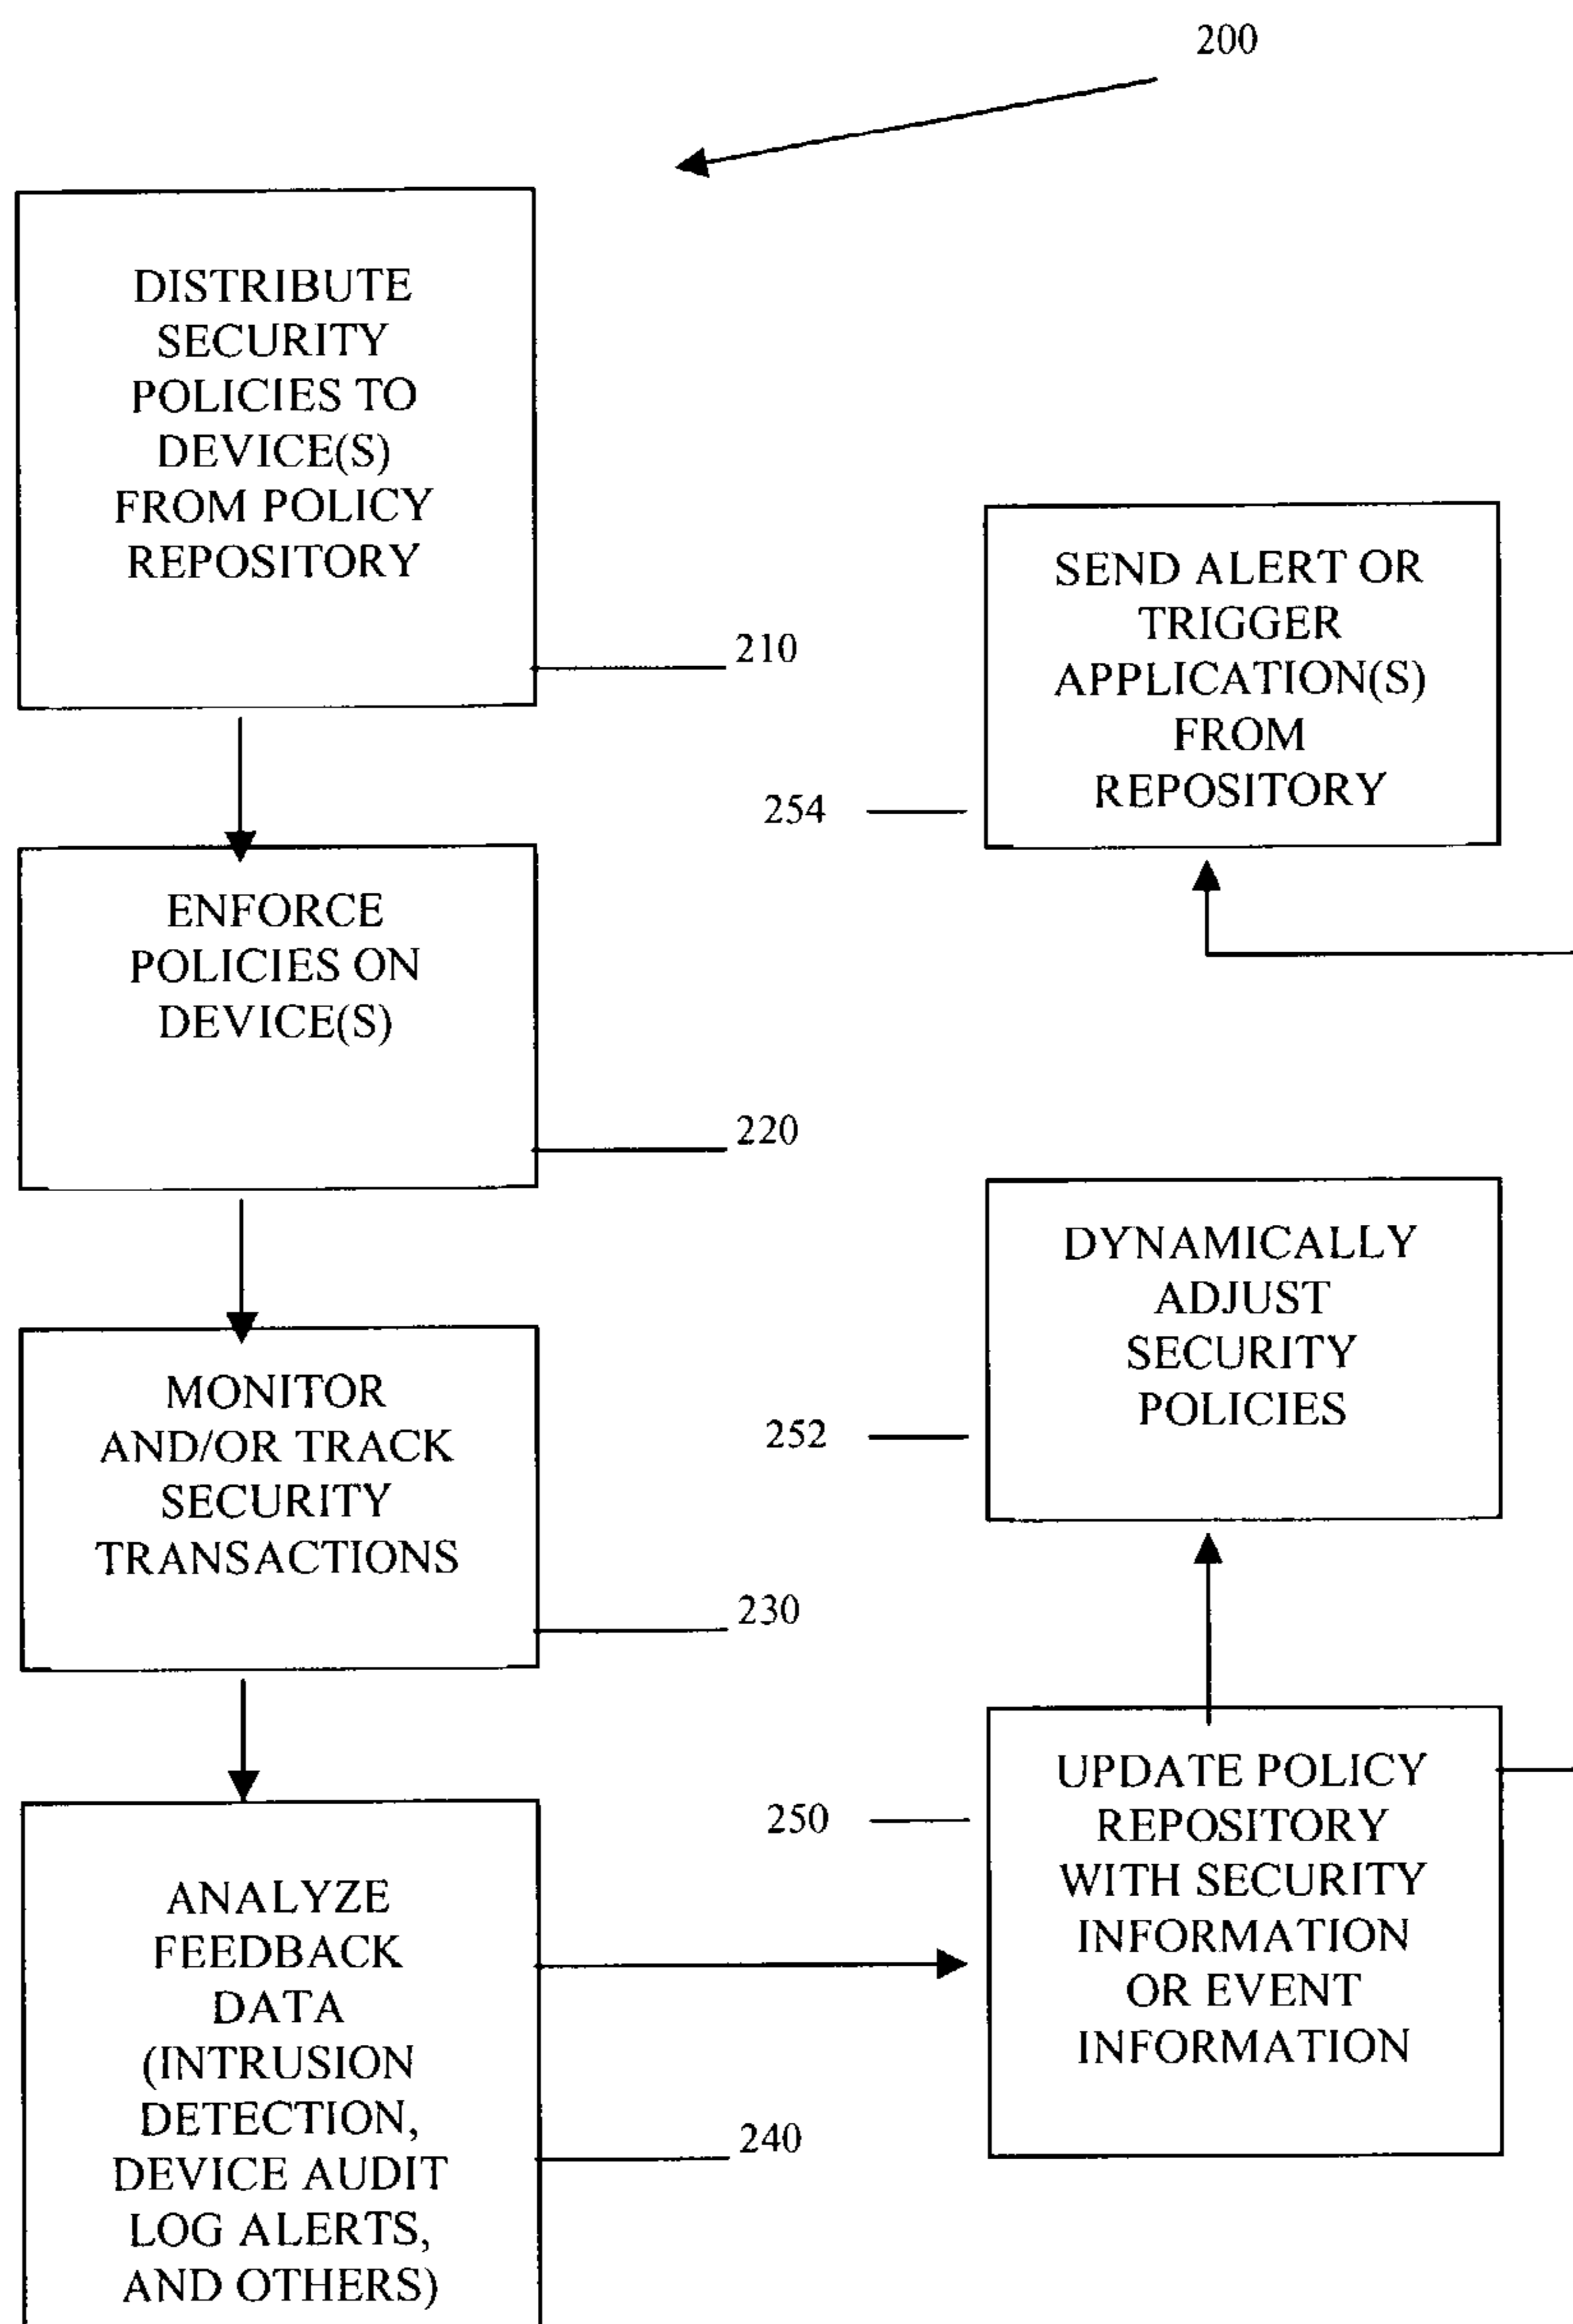 200
DISTRIBUTE
SECURITY
POLICIES TO
DEVICE(S)
FROM POLICY
REPOSITORY
210
ENFORCE
POLICIES ON
DEVICE(S)
220
MONITOR
AND/OR TRACK
SECURITY
TRANSACTIONS
230
ANALYZE
FEEDBACK
DATA
(INTRUSION
DETECTION,
DEVICE AUDIT
LOG ALERTS,
AND OTHERS)
240
UPDATE POLICY
REPOSITORY
WITH SECURITY
INFORMATION
OR EVENT
INFORMATION
250
DYNAMICALLY
ADJUST
SECURITY
POLICIES
252
SEND ALERT OR
TRIGGER
APPLICATION(S)
FROM
REPOSITORY
254